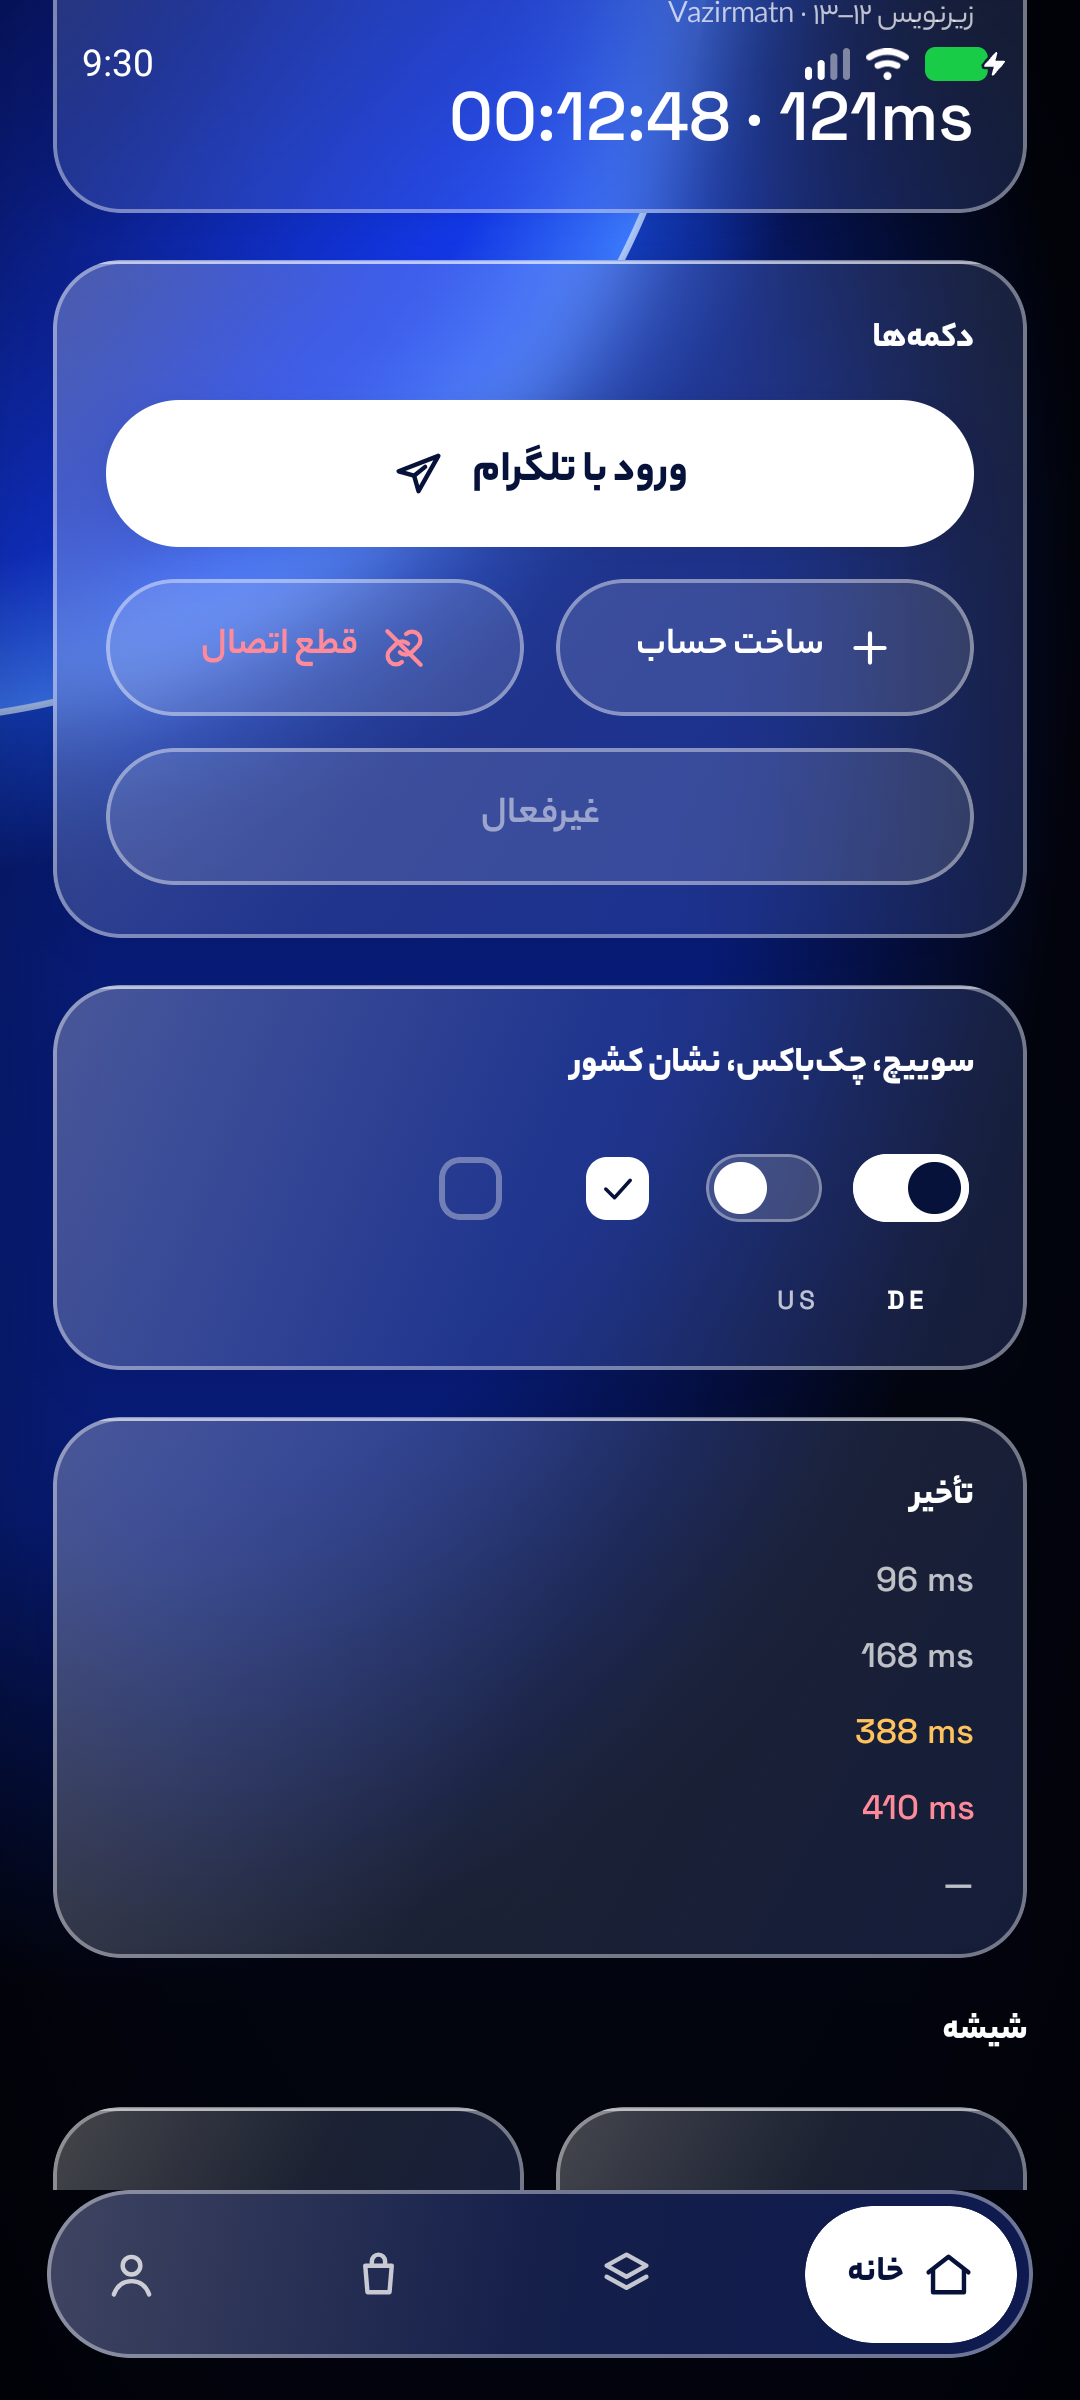 زیرنویس ۱۲–۱۳ · Vazirmatn
9:30
00:12:48 · 121ms
دکمه‌ها
ورود با تلگرام
ساخت حساب
قطع اتصال
غیرفعال
سوییچ، چک‌باکس، نشان کشور
DE US
تأخیر
96 ms
168 ms
388 ms
410 ms
—
شیشه
خانه